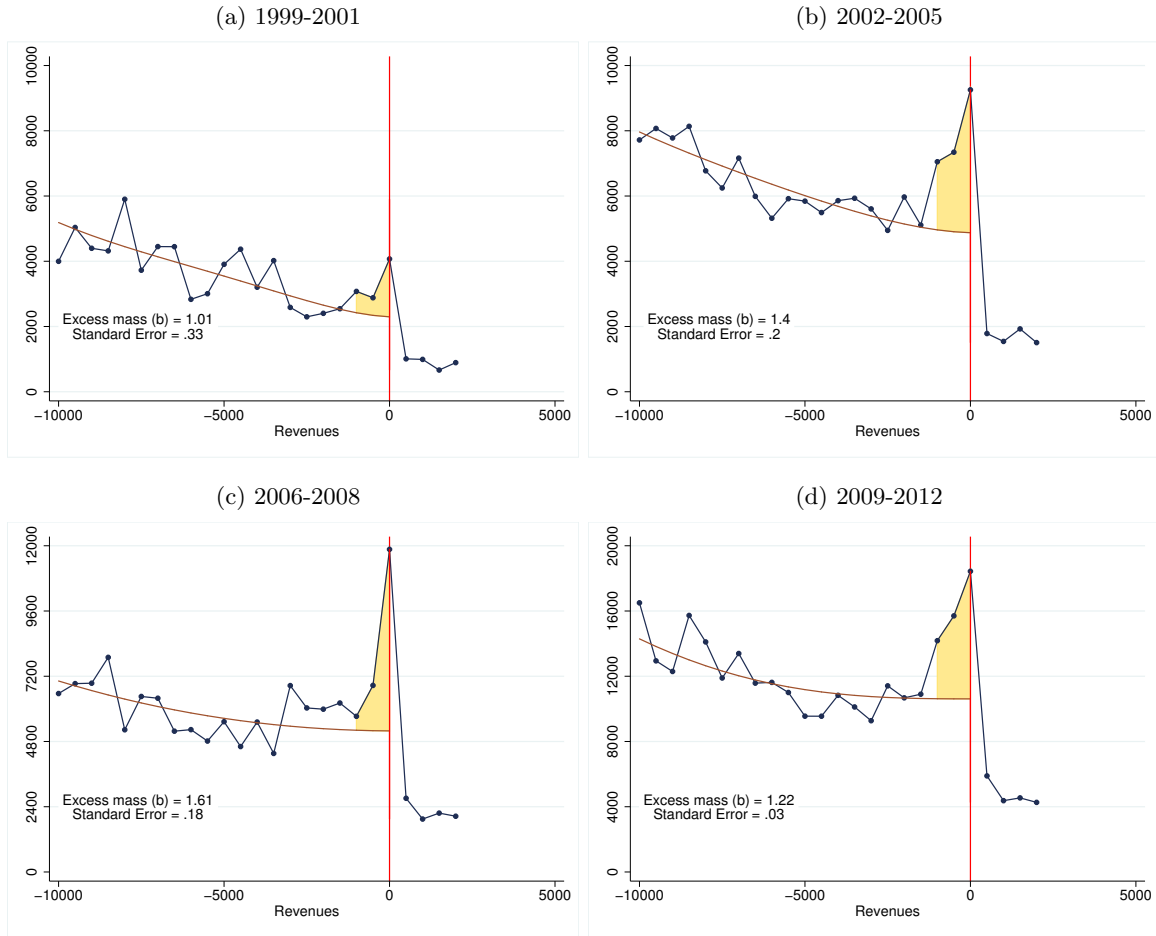 (a) 1999-2001
10000
8000
6000
4000
2000
0
Excess mass (b) = 1.01
Standard Error = .33
−10000 −5000 0 5000
Revenues
(b) 2002-2005
10000
8000
6000
4000
2000
0
Excess mass (b) = 1.4
Standard Error = .2
−10000 −5000 0 5000
Revenues
(c) 2006-2008
12000
9600
7200
4800
2400
0
Excess mass (b) = 1.61
Standard Error = .18
−10000 −5000 0 5000
Revenues
(d) 2009-2012
20000
16000
12000
8000
4000
0
Excess mass (b) = 1.22
Standard Error = .03
−10000 −5000 0 5000
Revenues